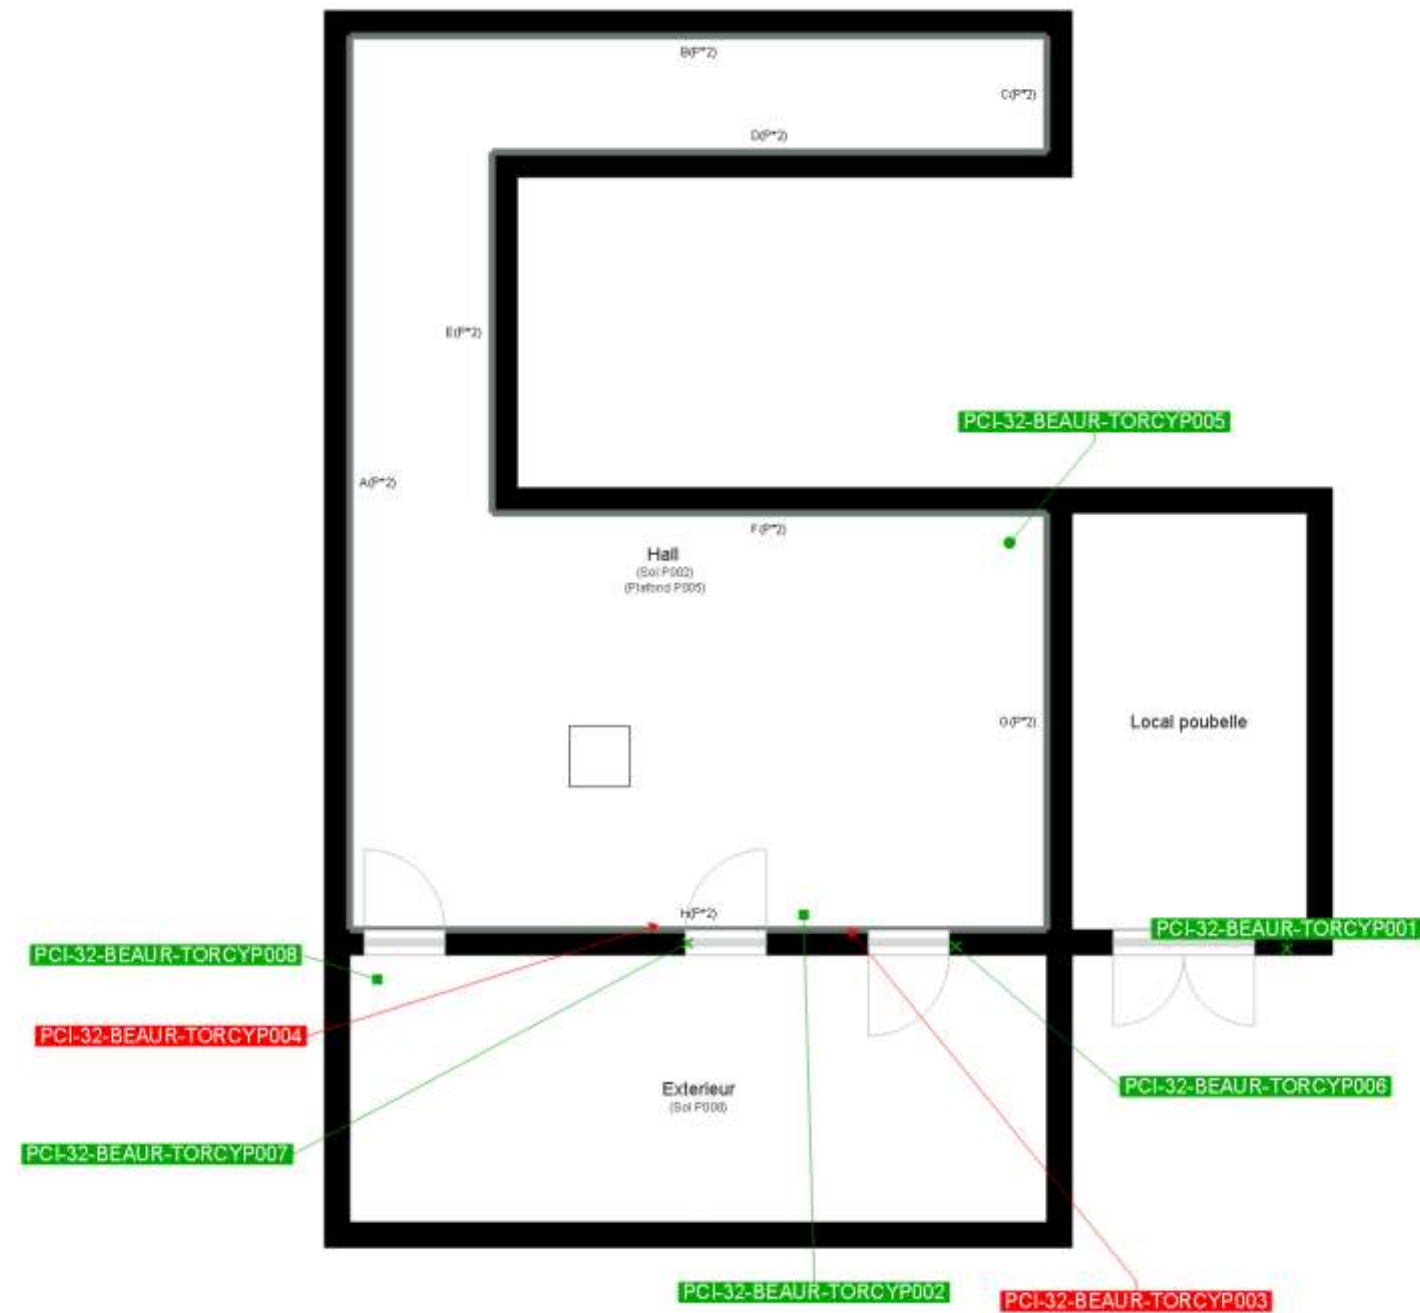 B(P*2)
C(P*2)
D(P*2)
E(P*2)
PCI-32-BEAUR-TORCYP005
A(P*2)
F(P*2)
Hall
(Sol P002)
(Plafond P005)
G(P*2)
Local poubelle
H(P*2)
PCI-32-BEAUR-TORCYP001
PCI-32-BEAUR-TORCYP008
PCI-32-BEAUR-TORCYP004
Exterieur
(Sol P008)
PCI-32-BEAUR-TORCYP006
PCI-32-BEAUR-TORCYP007
PCI-32-BEAUR-TORCYP002
PCI-32-BEAUR-TORCYP003